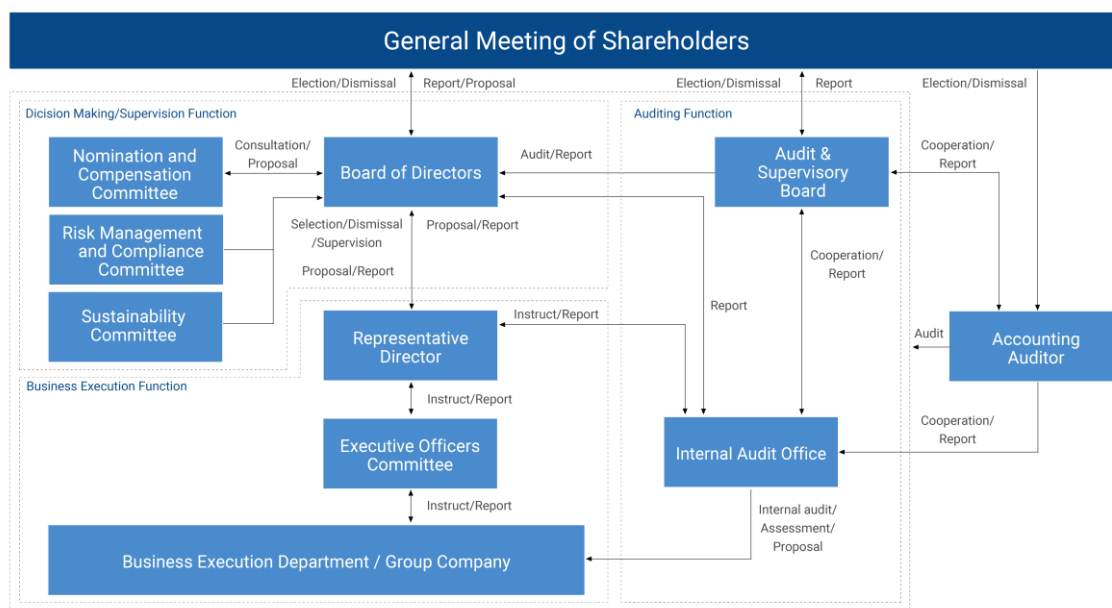 General Meeting of Shareholders
Election/Dismissal
Report/Proposal
Election/Dismissal
Report
Election/Dismissal
Dicision Making/Supervision Function
Auditing Function
Nomination and
Compensation
Committee
Consultation/
Proposal
Board of Directors
Audit/Report
Audit &
Supervisory
Board
Cooperation/
Report
Risk Management
and Compliance
Committee
Selection/Dismissal
/Supervision
Proposal/Report
Proposal/Report
Cooperation/
Report
Sustainability
Committee
Report
Representative
Director
Instruct/Report
Audit
Accounting
Auditor
Business Execution Function
Instruct/Report
Executive Officers
Committee
Internal Audit Office
Cooperation/
Report
Instruct/Report
Internal audit/
Assessment/
Proposal
Business Execution Department / Group Company